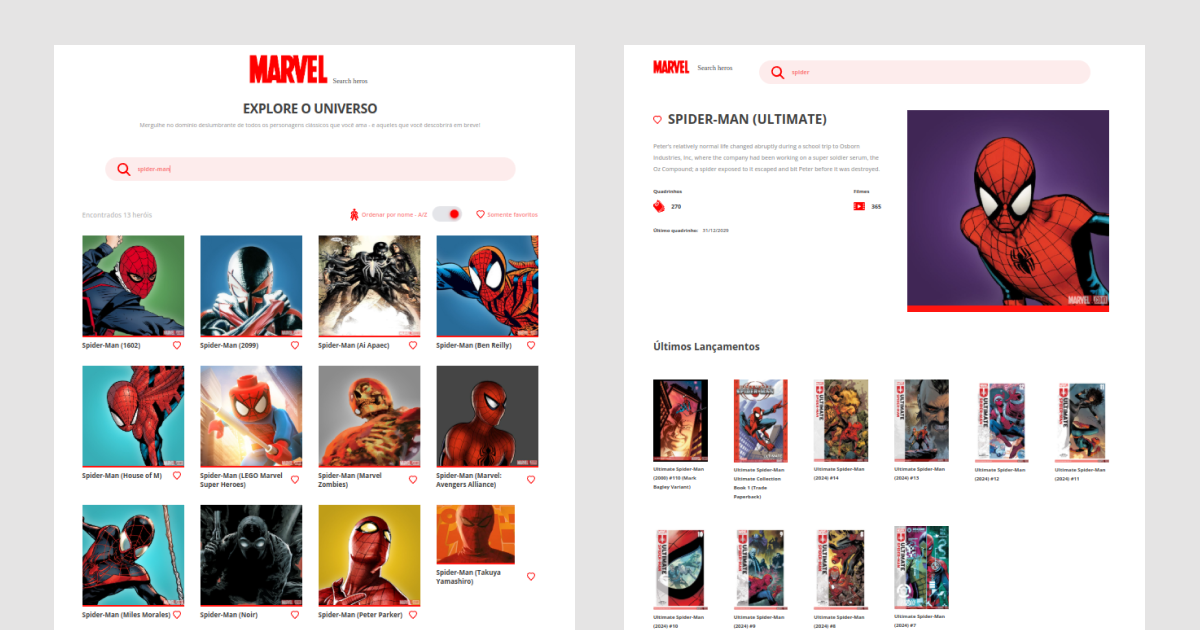 MARVEL Search heros
EXPLORE O UNIVERSO
Mergulhe no domínio deslumbrante de todos os personagens clássicos que você ama - e aqueles que você descobrirá em breve!
spider-man
Encontrados 13 heróis
Ordenar por nome - A/Z
Somente favoritos
Spider-Man (1602)
Spider-Man (2099)
Spider-Man (Ai Apaec)
Spider-Man (Ben Reilly)
Spider-Man (House of M)
Spider-Man (LEGO Marvel
Super Heroes)
Spider-Man (Marvel
Zombies)
Spider-Man (Marvel:
Avengers Alliance)
Spider-Man (Miles Morales)
Spider-Man (Noir)
Spider-Man (Peter Parker)
Spider-Man (Takuya
Yamashiro)
MARVEL Search heros
spider
SPIDER-MAN (ULTIMATE)
Peter's relatively normal life changed abruptly during a school trip to Osborn
Industries, Inc, where the company had been working on a super soldier serum, the
Oz Compound; a spider exposed to it escaped and bit Peter before it was destroyed.
Quadrinhos
270
Filmes
365
Último quadrinho: 31/12/2029
MARVEL
Últimos Lançamentos
Ultimate Spider-Man
(2000) #110 (Mark
Bagley Variant)
Ultimate Spider-Man
Ultimate Collection
Book 1 (Trade
Paperback)
Ultimate Spider-Man
(2024) #14
Ultimate Spider-Man
(2024) #13
Ultimate Spider-Man
(2024) #12
Ultimate Spider-Man
(2024) #11
Ultimate Spider-Man
(2024) #10
Ultimate Spider-Man
(2024) #9
Ultimate Spider-Man
(2024) #8
Ultimate Spider-Man
(2024) #7